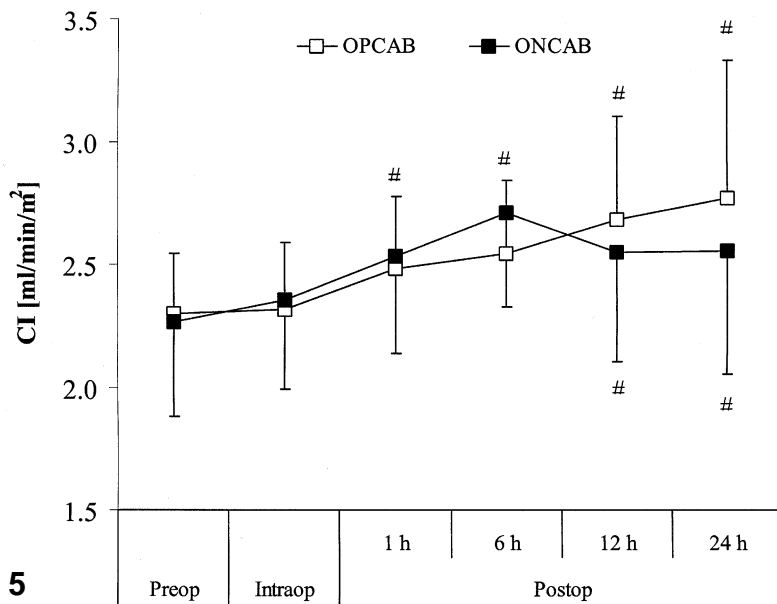 3.5
OPCAB ONCAB
#
#
3.0
# #
CI [ml/min/m²]
2.5
2.0
#
#
1.5
1 h 6 h 12 h 24 h
Preop Intraop Postop
5